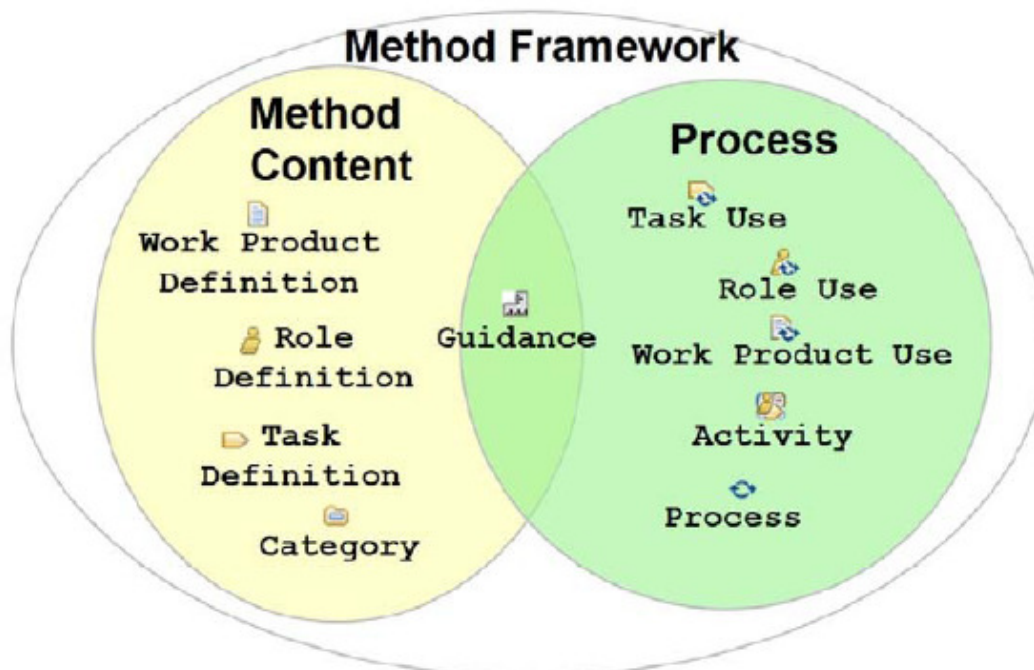 Method Framework
Method
Content
Work Product
Definition
Role
Definition
Task
Definition
Category
Guidance
Process
Task Use
Role Use
Work Product Use
Activity
Process